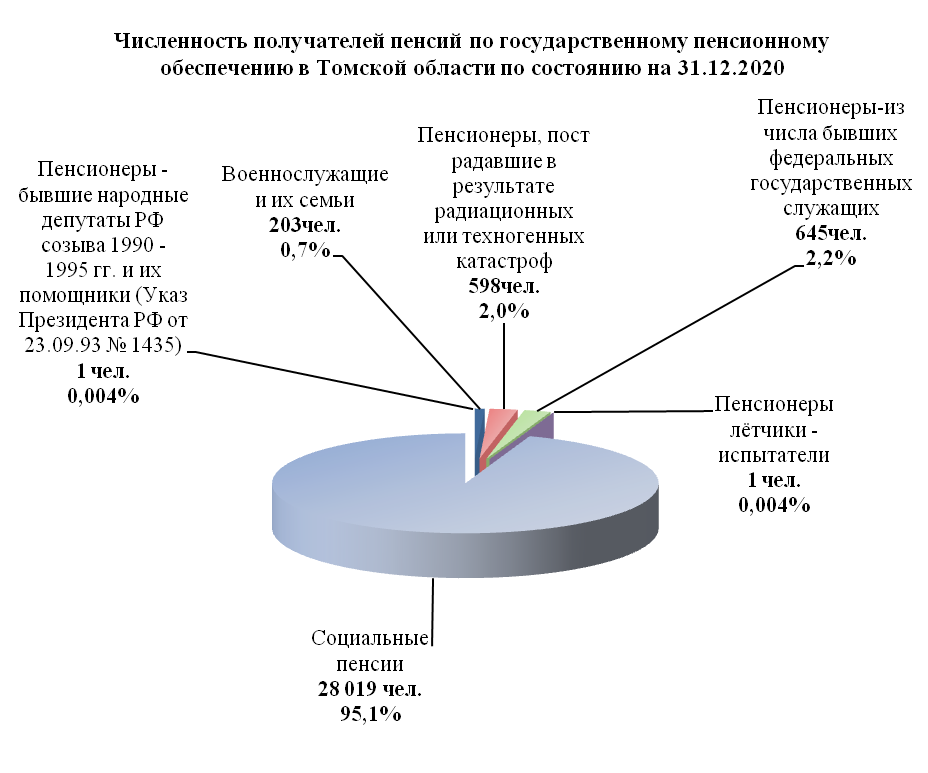 Численность получателей пенсий по государственному пенсионному
обеспечению в Томской области по состоянию на 31.12.2020
Пенсионеры -
бывшие народные
депутаты РФ
созыва 1990 -
1995 гг. и их
помощники (Указ
Президента РФ от
23.09.93 № 1435)
1 чел.
0,004%
Военнослужащие
и их семьи
203чел.
0,7%
Пенсионеры, пост
радавшие в
результате
радиационных
или техногенных
катастроф
598чел.
2,0%
Пенсионеры-из
числа бывших
федеральных
государственных
служащих
645чел.
2,2%
Пенсионеры
лётчики -
испытатели
1 чел.
0,004%
Социальные
пенсии
28 019 чел.
95,1%